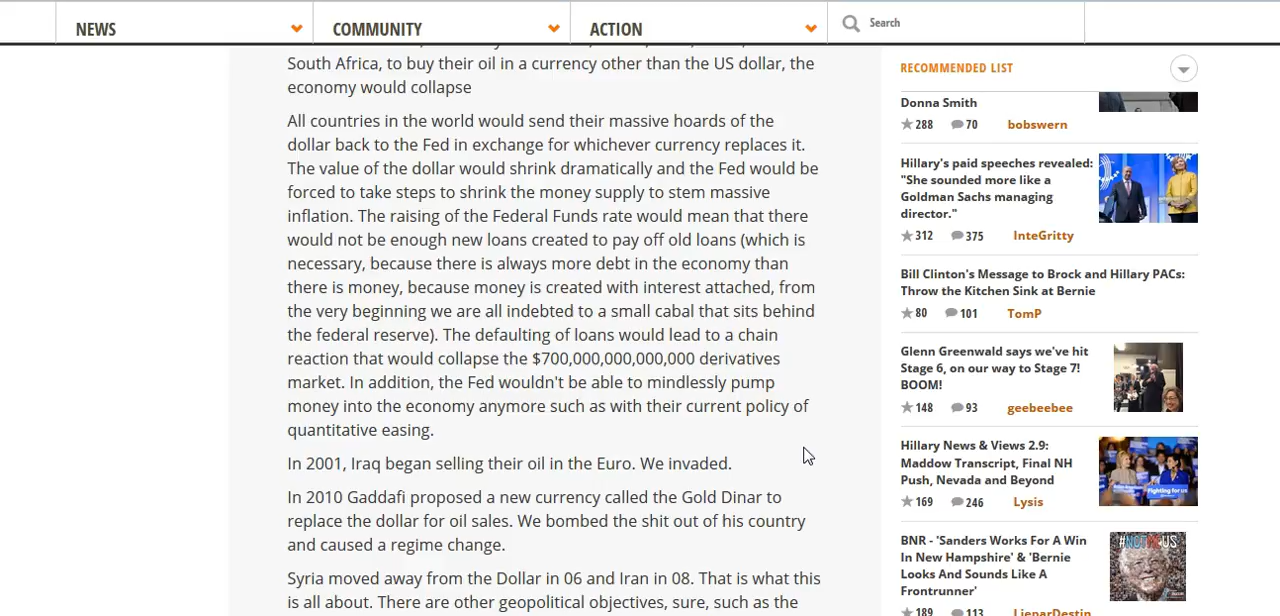 NEWS
COMMUNITY
ACTION
Search
South Africa, to buy their oil in a currency other than the US dollar, the
economy would collapse
All countries in the world would send their massive hoards of the
dollar back to the Fed in exchange for whichever currency replaces it.
The value of the dollar would shrink dramatically and the Fed would be
forced to take steps to shrink the money supply to stem massive
inflation. The raising of the Federal Funds rate would mean that there
would not be enough new loans created to pay off old loans (which is
necessary, because there is always more debt in the economy than
there is money, because money is created with interest attached, from
the very beginning we are all indebted to a small cabal that sits behind
the federal reserve). The defaulting of loans would lead to a chain
reaction that would collapse the $700,000,000,000,000 derivatives
market. In addition, the Fed wouldn't be able to mindlessly pump
money into the economy anymore such as with their current policy of
quantitative easing.
In 2001, Iraq began selling their oil in the Euro. We invaded.
In 2010 Gaddafi proposed a new currency called the Gold Dinar to
replace the dollar for oil sales. We bombed the shit out of his country
and caused a regime change.
Syria moved away from the Dollar in 06 and Iran in 08. That is what this
is all about. There are other geopolitical objectives, sure, such as the
RECOMMENDED LIST
Donna Smith
288 70 bobswern
Hillary's paid speeches revealed:
"She sounded more like a
Goldman Sachs managing
director."
312 375 InteGritty
Bill Clinton's Message to Brock and Hillary PACs:
Throw the Kitchen Sink at Bernie
80 101 TomP
Glenn Greenwald says we've hit
Stage 6, on our way to Stage 7!
BOOM!
148 93 geebeebee
Hillary News & Views 2.9:
Maddow Transcript, Final NH
Push, Nevada and Beyond
169 246 Lysis
Fighting for us
BNR - 'Sanders Works For A Win
In New Hampshire' & 'Bernie
Looks And Sounds Like A
Frontrunner'
#NOTMEUS
189 113 LieparDestin